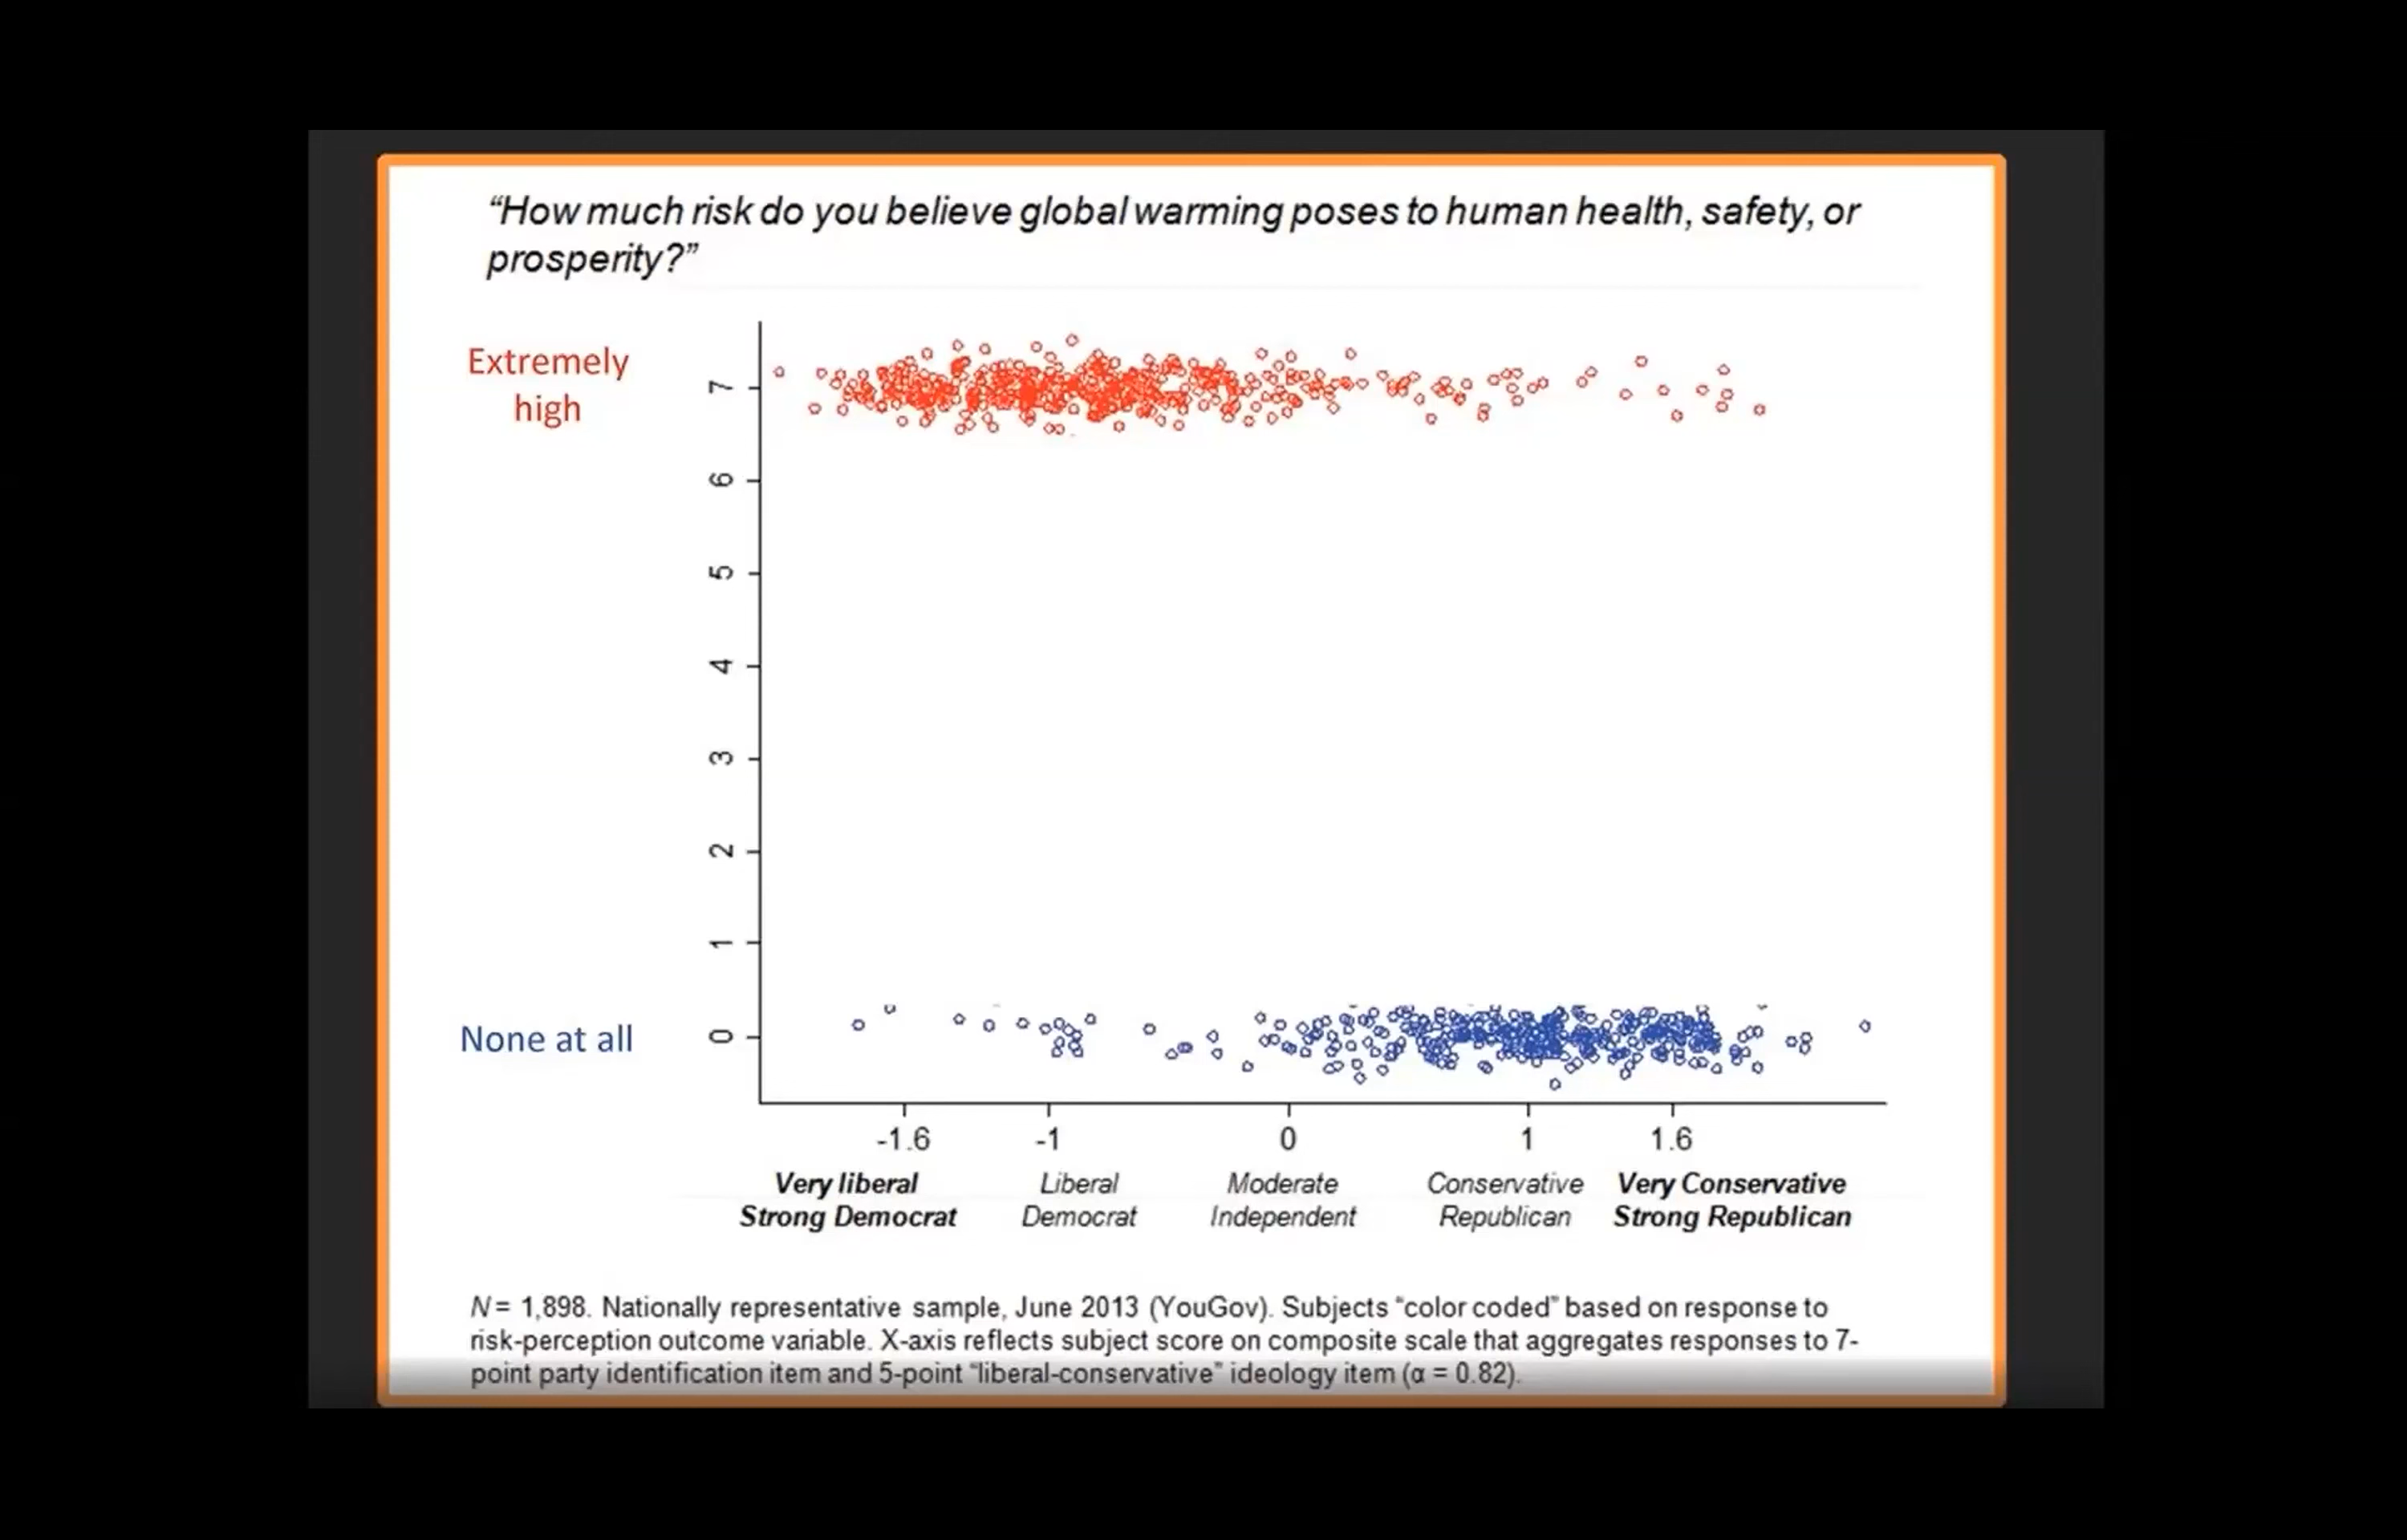 “How much risk do you believe global warming poses to human health, safety, or
prosperity?”
Extremely
high
7
6
5
4
3
2
1
None at all
0
-1.6 -1 0 1 1.6
Very liberal Liberal Moderate Conservative Very Conservative
Strong Democrat Democrat Independent Republican Strong Republican
N = 1,898. Nationally representative sample, June 2013 (YouGov). Subjects “color coded” based on response to
risk-perception outcome variable. X-axis reflects subject score on composite scale that aggregates responses to 7-
point party identification item and 5-point “liberal-conservative” ideology item (α = 0.82).